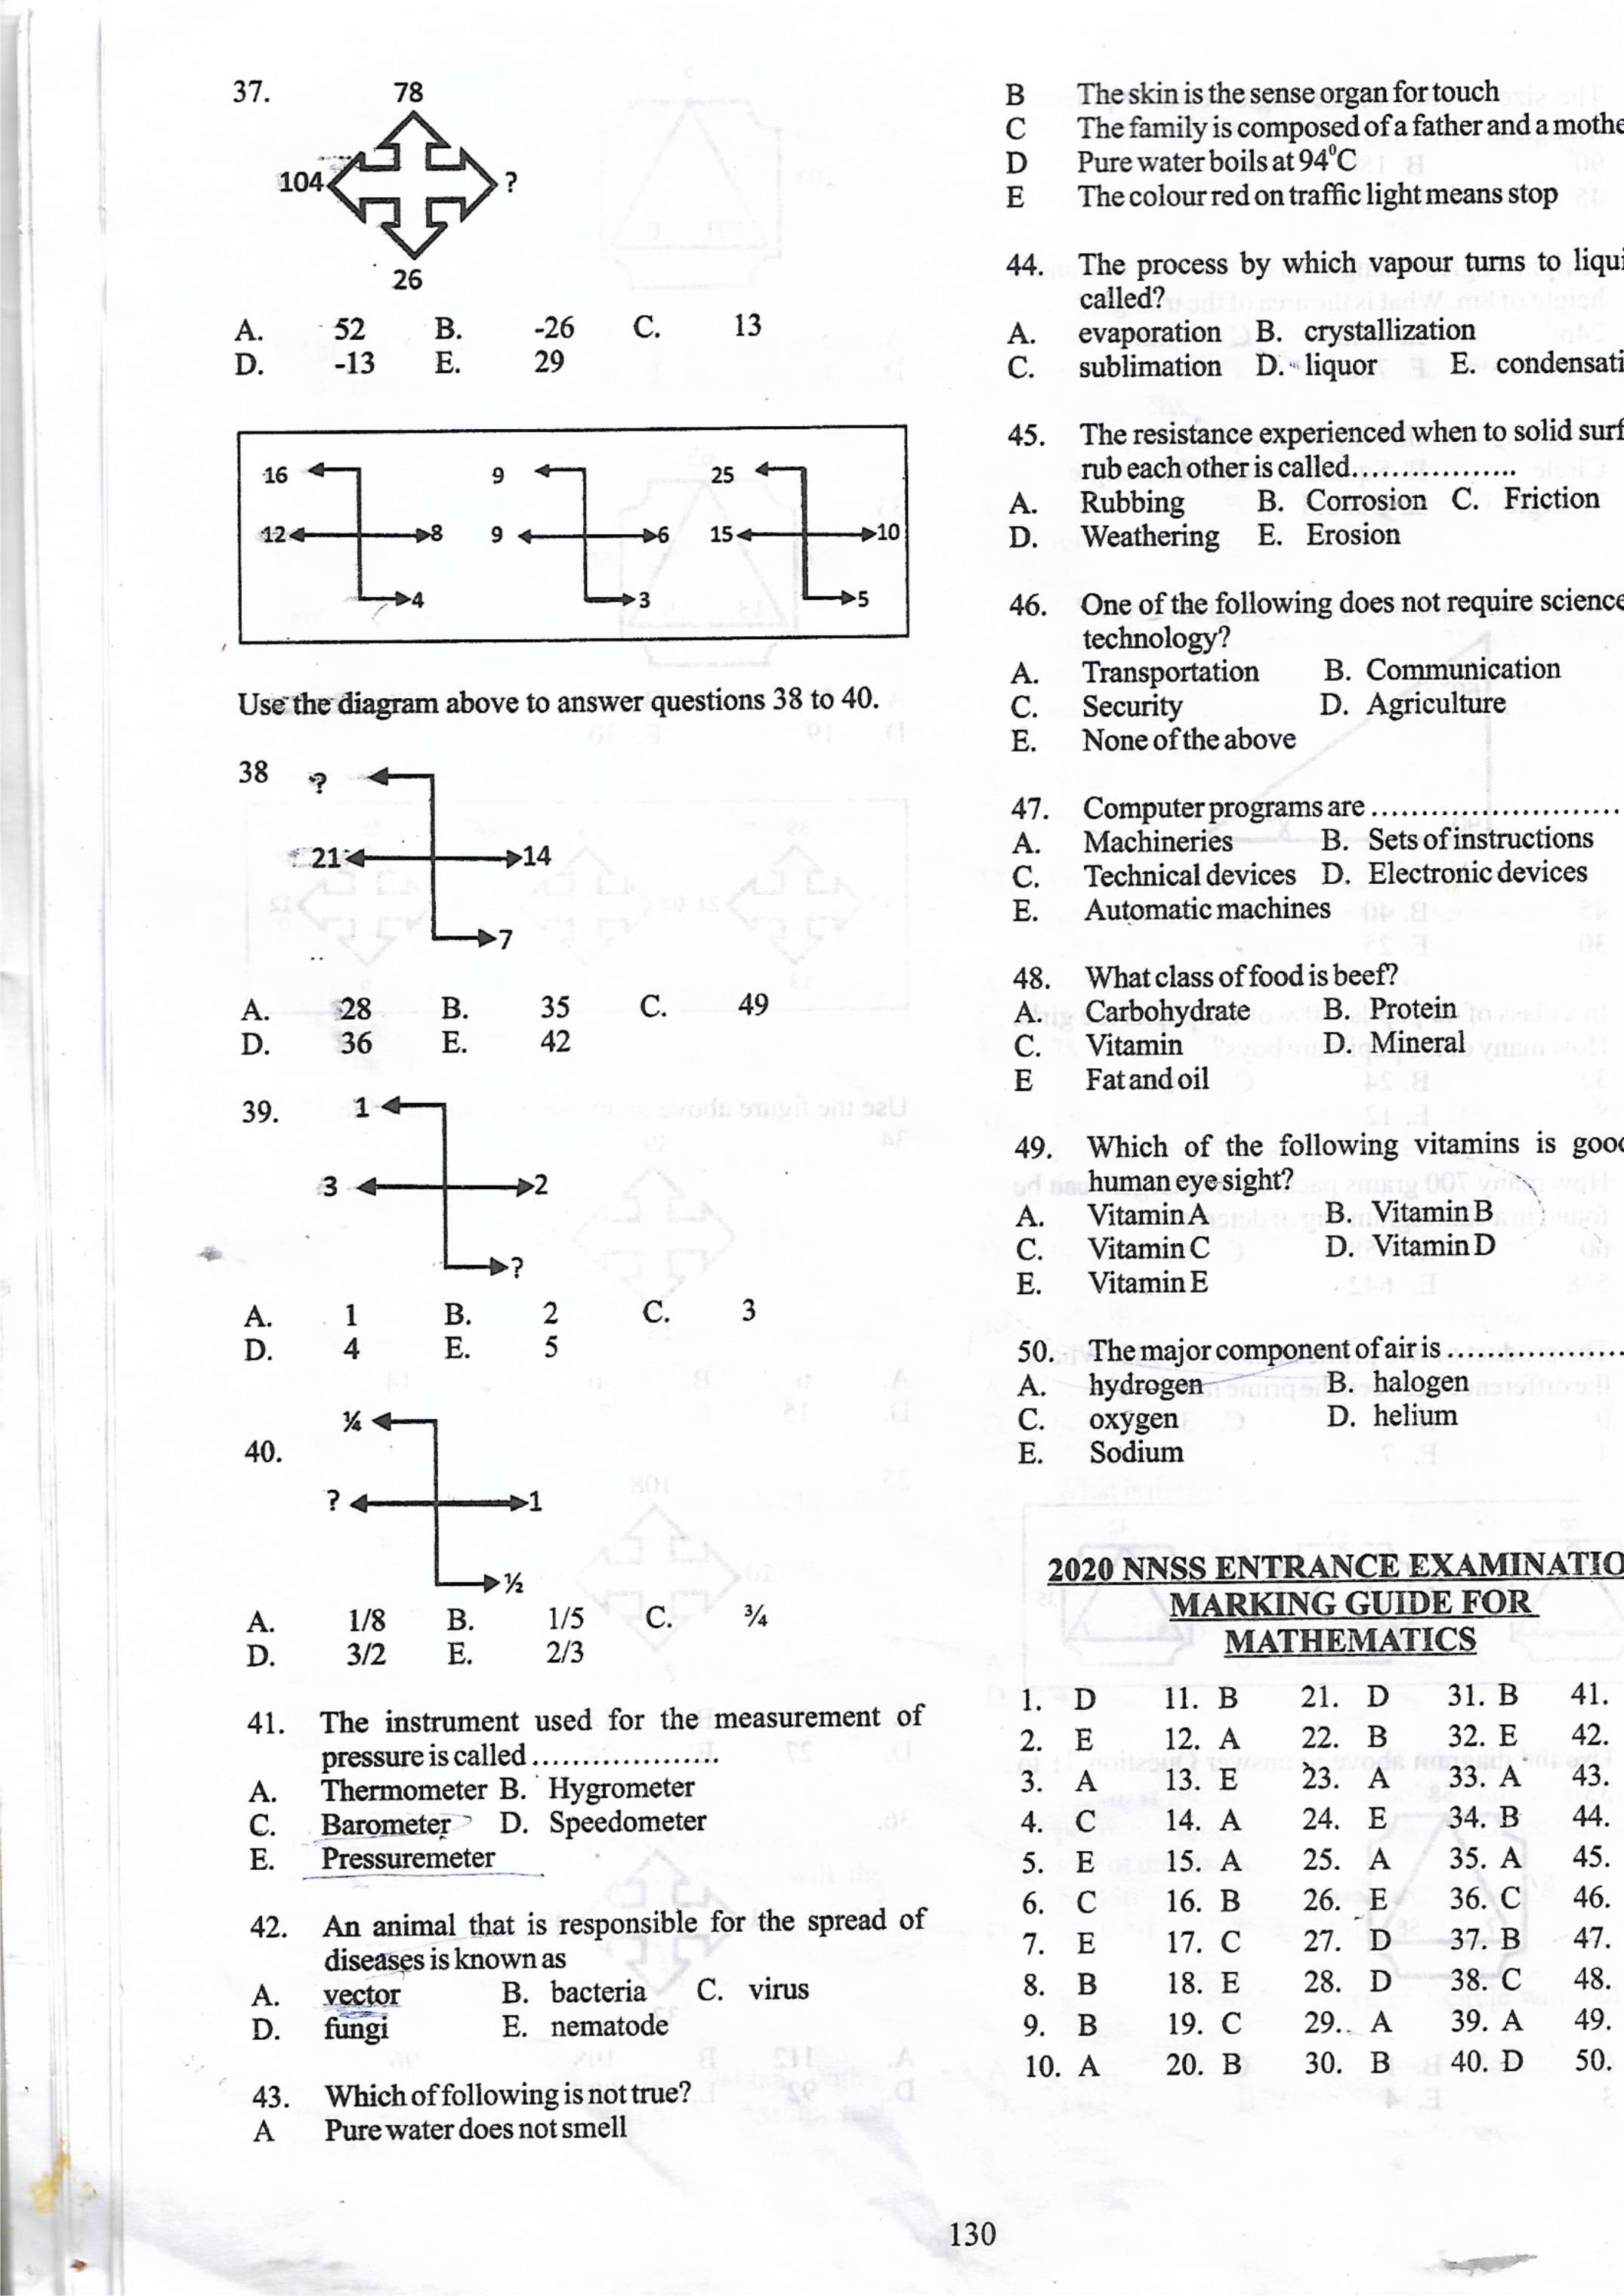 37.
78
104
?
26
A. 52 B. -26 C. 13
D. -13 E. 29
16
12
8
4
9
9
6
3
25
15
10
5
Use the diagram above to answer questions 38 to 40.
38
?
21
14
7
A. 28 B. 35 C. 49
D. 36 E. 42
39.
1
3
2
?
A. 1 B. 2 C. 3
D. 4 E. 5
40.
¼
?
1
½
A. 1/8 B. 1/5 C. ¾
D. 3/2 E. 2/3
41. The instrument used for the measurement of
pressure is called ...................
A. Thermometer B. Hygrometer
C. Barometer D. Speedometer
E. Pressuremeter
42. An animal that is responsible for the spread of
diseases is known as
A. vector B. bacteria C. virus
D. fungi E. nematode
43. Which of following is not true?
A Pure water does not smell
B The skin is the sense organ for touch
C The family is composed of a father and a mothe
D Pure water boils at 94⁰C
E The colour red on traffic light means stop
44. The process by which vapour turns to liqui
called?
A. evaporation B. crystallization
C. sublimation D. liquor E. condensati
45. The resistance experienced when to solid surf
rub each other is called.................
A. Rubbing B. Corrosion C. Friction
D. Weathering E. Erosion
46. One of the following does not require science
technology?
A. Transportation B. Communication
C. Security D. Agriculture
E. None of the above
47. Computer programs are .........................
A. Machineries B. Sets of instructions
C. Technical devices D. Electronic devices
E. Automatic machines
48. What class of food is beef?
A. Carbohydrate B. Protein
C. Vitamin D. Mineral
E Fat and oil
49. Which of the following vitamins is good
human eye sight?
A. Vitamin A B. Vitamin B
C. Vitamin C D. Vitamin D
E. Vitamin E
50. The major component of air is ..................
A. hydrogen B. halogen
C. oxygen D. helium
E. Sodium
2020 NNSS ENTRANCE EXAMINATIO
MARKING GUIDE FOR
MATHEMATICS
1. D 11. B 21. D 31. B 41.
2. E 12. A 22. B 32. E 42.
3. A 13. E 23. A 33. A 43.
4. C 14. A 24. E 34. B 44.
5. E 15. A 25. A 35. A 45.
6. C 16. B 26. E 36. C 46.
7. E 17. C 27. D 37. B 47.
8. B 18. E 28. D 38. C 48.
9. B 19. C 29. A 39. A 49.
10. A 20. B 30. B 40. D 50.
130